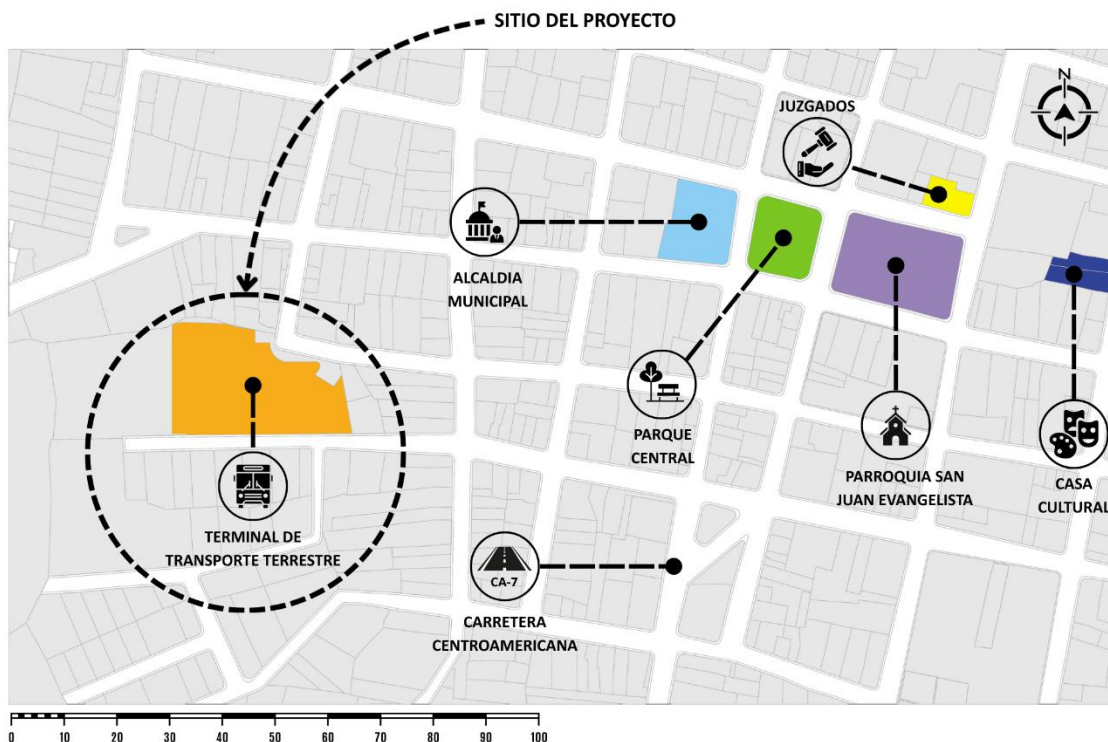 SITIO DEL PROYECTO
N
JUZGADOS
ALCALDIA
MUNICIPAL
PARQUE
CENTRAL
PARROQUIA SAN
JUAN EVANGELISTA
CASA
CULTURAL
TERMINAL DE
TRANSPORTE TERRESTRE
CA-7
CARRETERA
CENTROAMERICANA
0 10 20 30 40 50 60 70 80 90 100